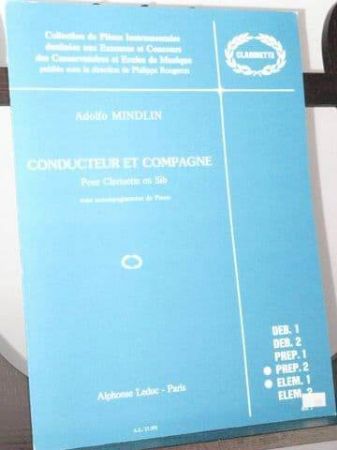 Collection de Pièces Instrumentales
destinées aux Examens et Concours
des Conservatoires et Ecoles de Musique
publiée sous la direction de Philippe Rougeron
CLARINETTE
Adolfo MINDLIN
CONDUCTEUR ET COMPAGNE
Pour Clarinette en Sib
avec accompagnement de Piano
DEB. 1
DEB. 2
PREP. 1
PREP. 2
ELEM. 1
ELEM. 2
Alphonse Leduc - Paris